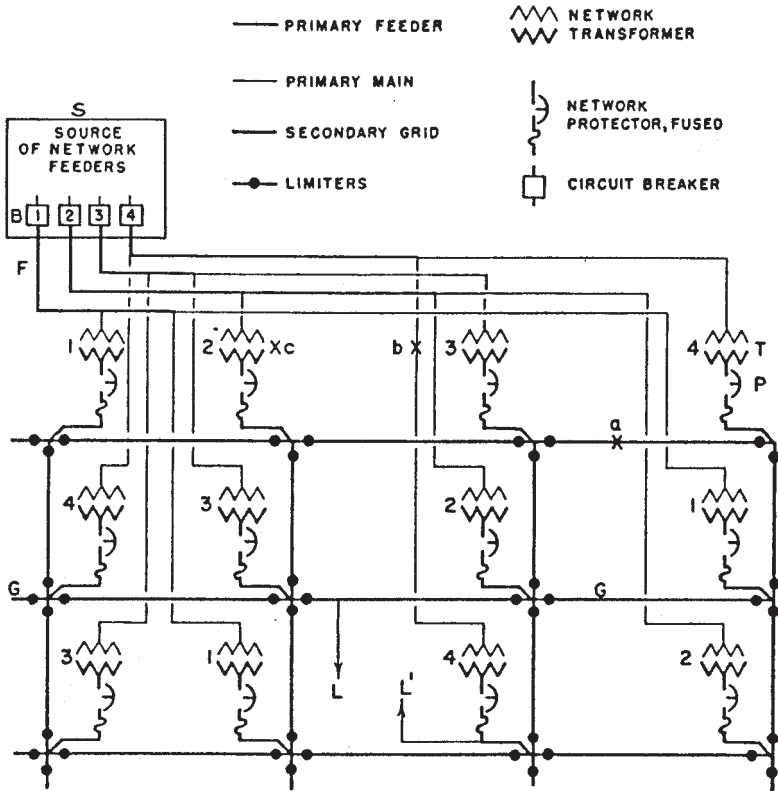 PRIMARY FEEDER
PRIMARY MAIN
SECONDARY GRID
LIMITERS
NETWORK
TRANSFORMER
NETWORK
PROTECTOR, FUSED
CIRCUIT BREAKER
S
SOURCE
OF NETWORK
FEEDERS
B 1 2 3 4
F
1
2 Xc
b X 3
4 T
P
a
X
4
3
2
1
G
G
3
1
L
L'
4
2